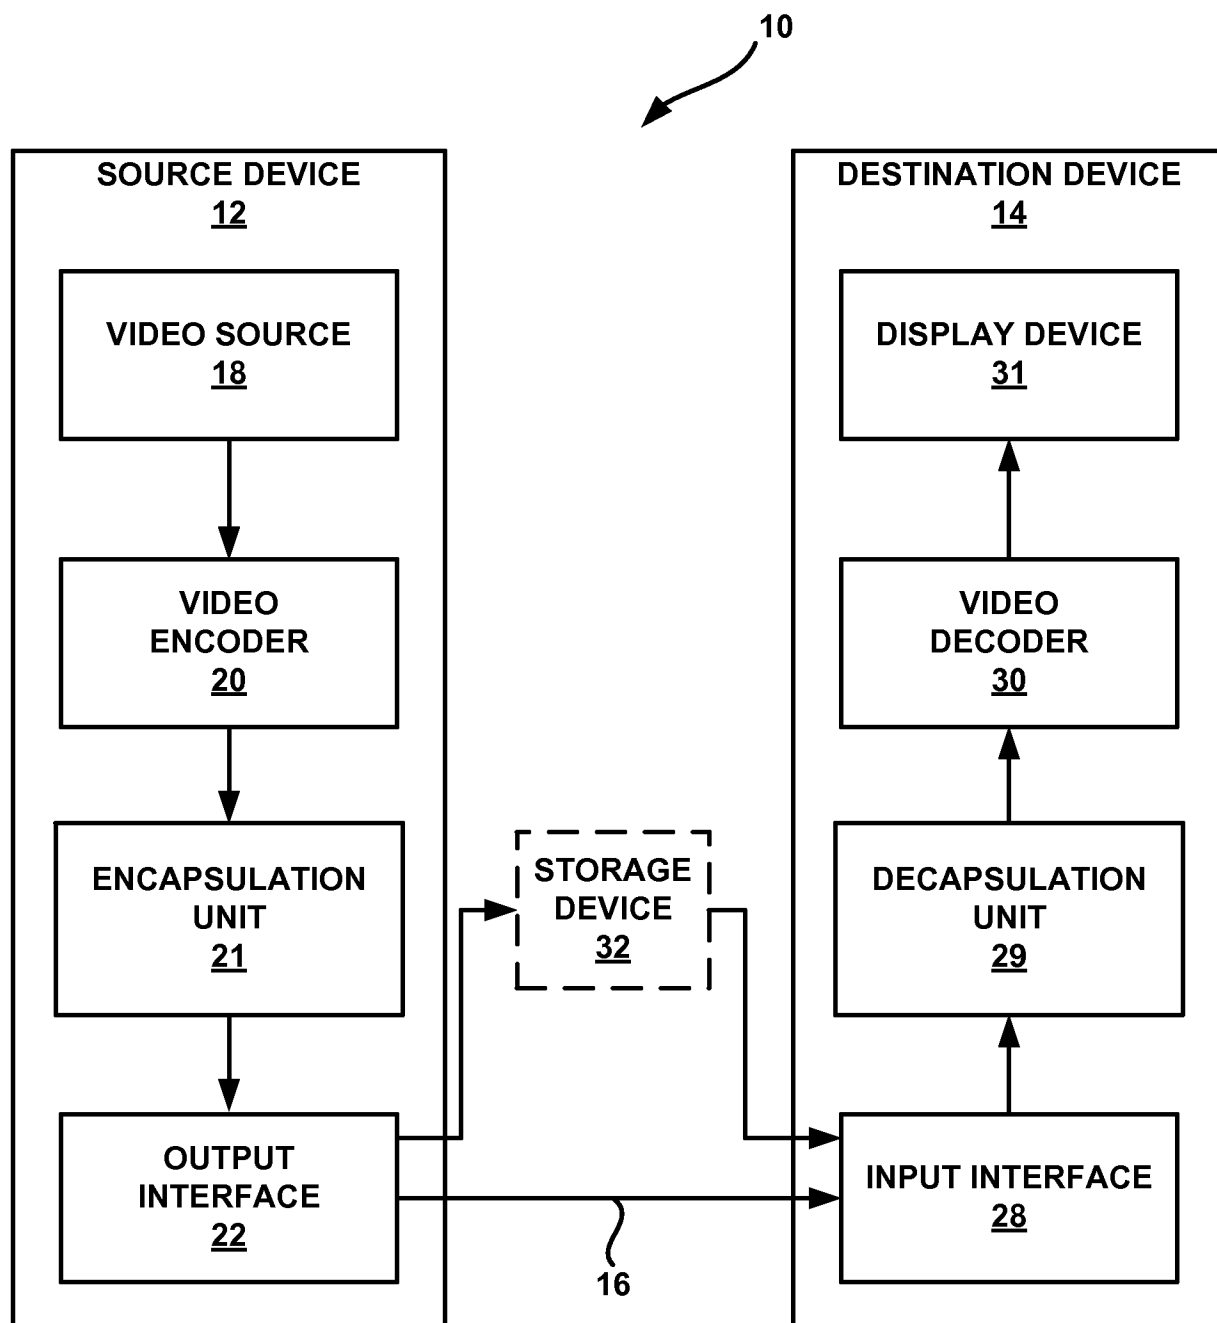 10
SOURCE DEVICE
12
VIDEO SOURCE
18
VIDEO
ENCODER
20
ENCAPSULATION
UNIT
21
OUTPUT
INTERFACE
22
STORAGE
DEVICE
32
16
DESTINATION DEVICE
14
DISPLAY DEVICE
31
VIDEO
DECODER
30
DECAPSULATION
UNIT
29
INPUT INTERFACE
28